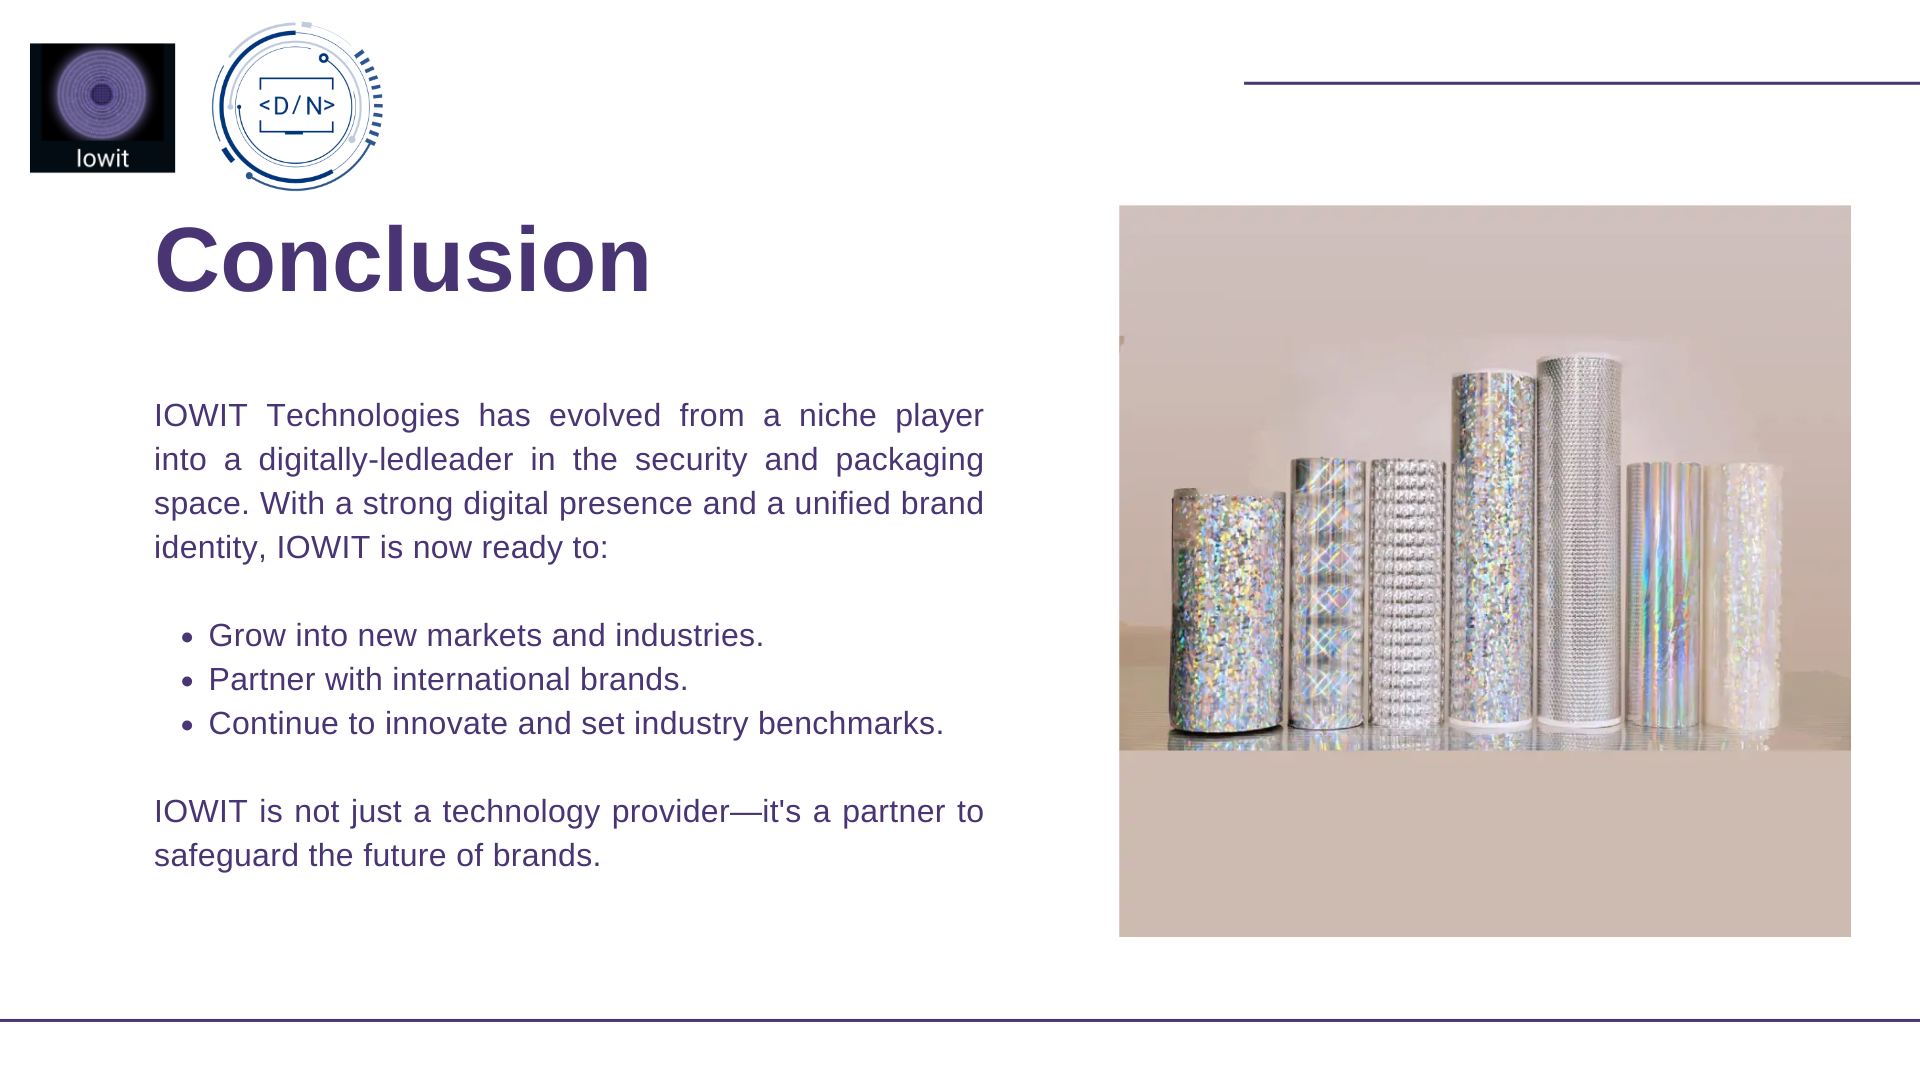 Iowit
<D/N>
Conclusion
IOWIT Technologies has evolved from a niche player
into a digitally-ledleader in the security and packaging
space. With a strong digital presence and a unified brand
identity, IOWIT is now ready to:
• Grow into new markets and industries.
• Partner with international brands.
• Continue to innovate and set industry benchmarks.
IOWIT is not just a technology provider—it's a partner to
safeguard the future of brands.